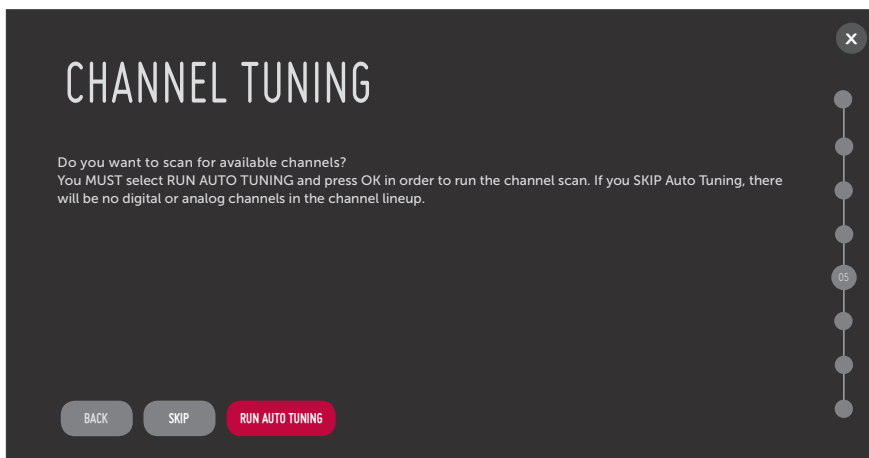 X
CHANNEL TUNING
Do you want to scan for available channels?
You MUST select RUN AUTO TUNING and press OK in order to run the channel scan. If you SKIP Auto Tuning, there
will be no digital or analog channels in the channel lineup.
05
BACK SKIP RUN AUTO TUNING